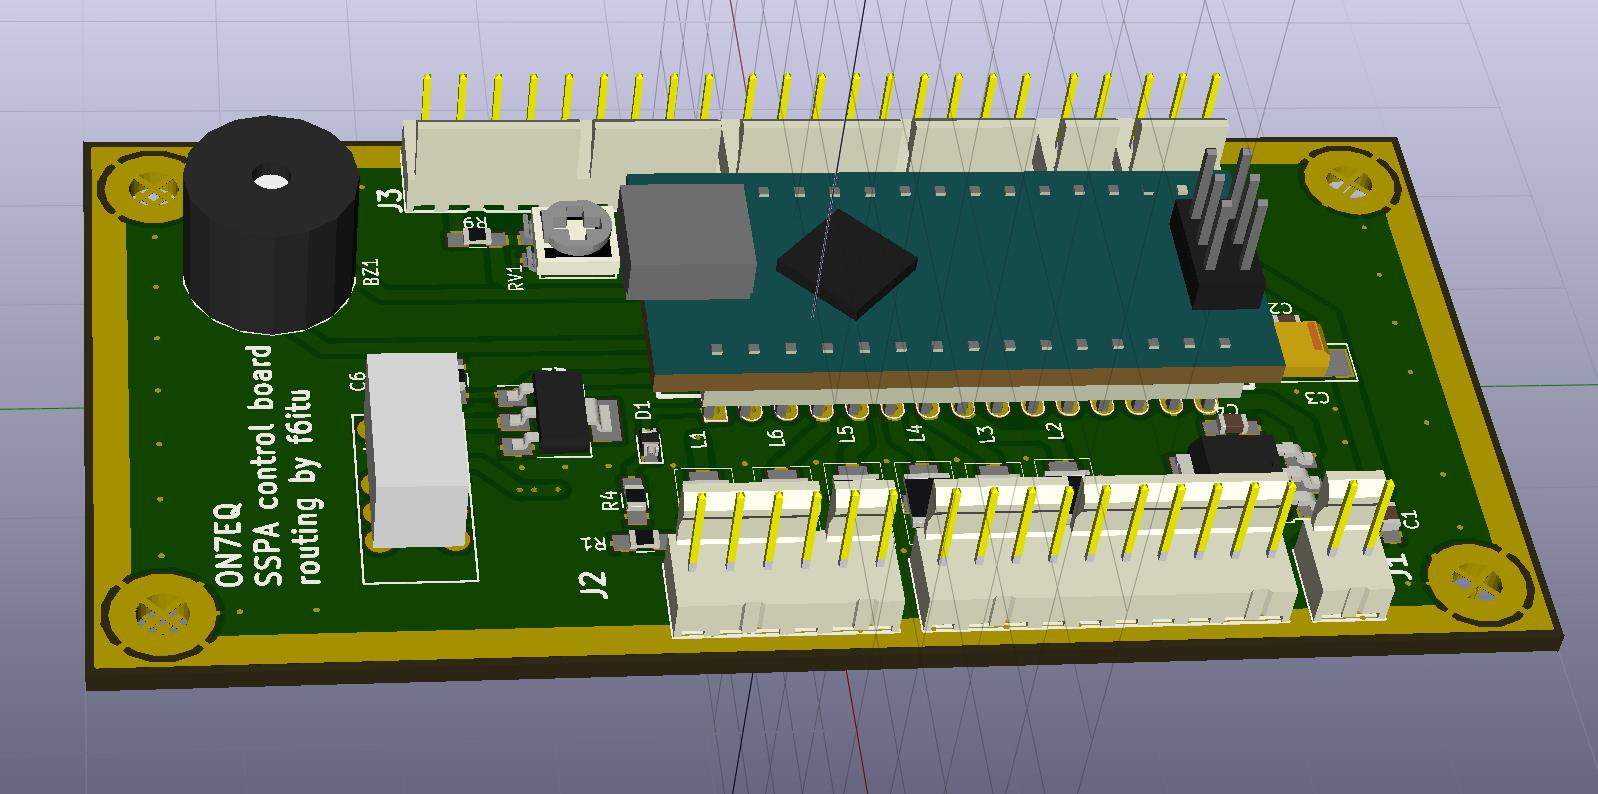 J3
R9
RV1
BZ1
C2
C3
C6
D1
L1
L6
L5
L4
L3
L2
R4
R1
J2
C1
J1
ON7EQ
SSPA control board
routing by f6itu